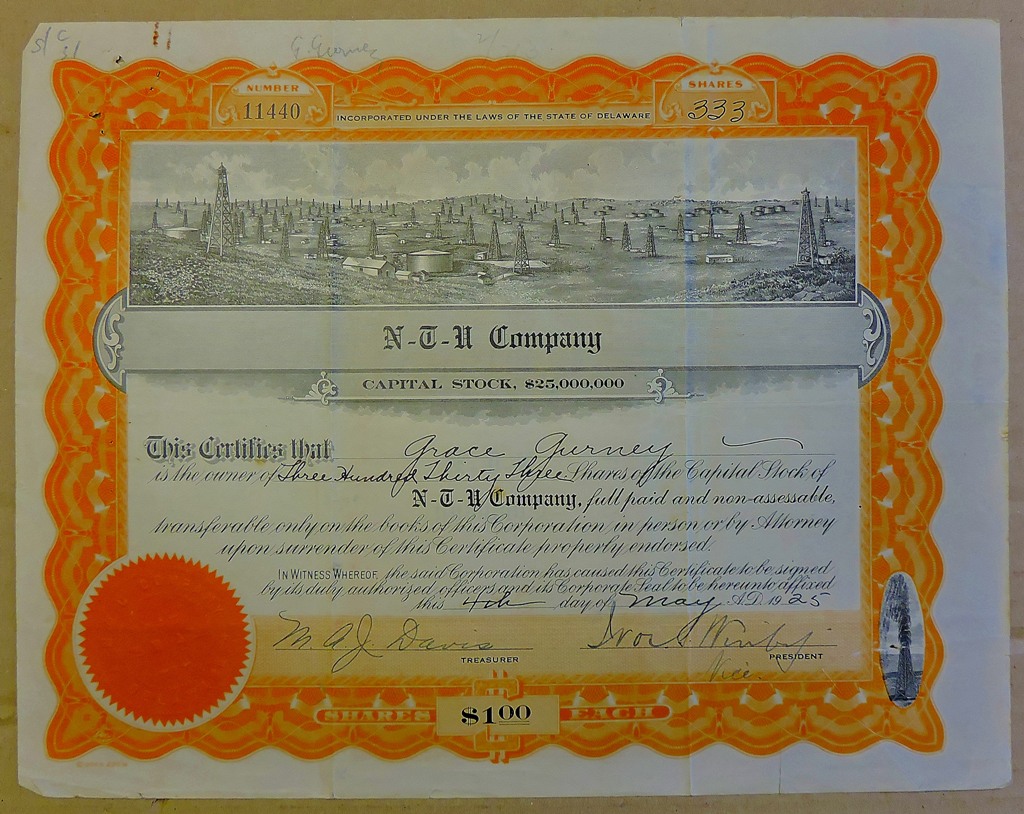 NUMBER
11440
INCORPORATED UNDER THE LAWS OF THE STATE OF DELAWARE
SHARES
333
N-T-U Company
CAPITAL STOCK, $25,000,000
This Certifies that Grace Gurney
is the owner of Three Hundred Thirty Three Shares of the Capital Stock of
N-T-U Company, full paid and non-assessable,
transferable only on the books of this Corporation in person or by Attorney
upon surrender of this Certificate properly endorsed.
IN WITNESS WHEREOF, the said Corporation has caused this Certificate to be signed
by its duly authorized officers and its Corporate Seal to be hereunto affixed
this 4th day of May A.D. 1925
M. A. J. Davis
TREASURER
PRESIDENT
Vice
SHARES $1.00 EACH